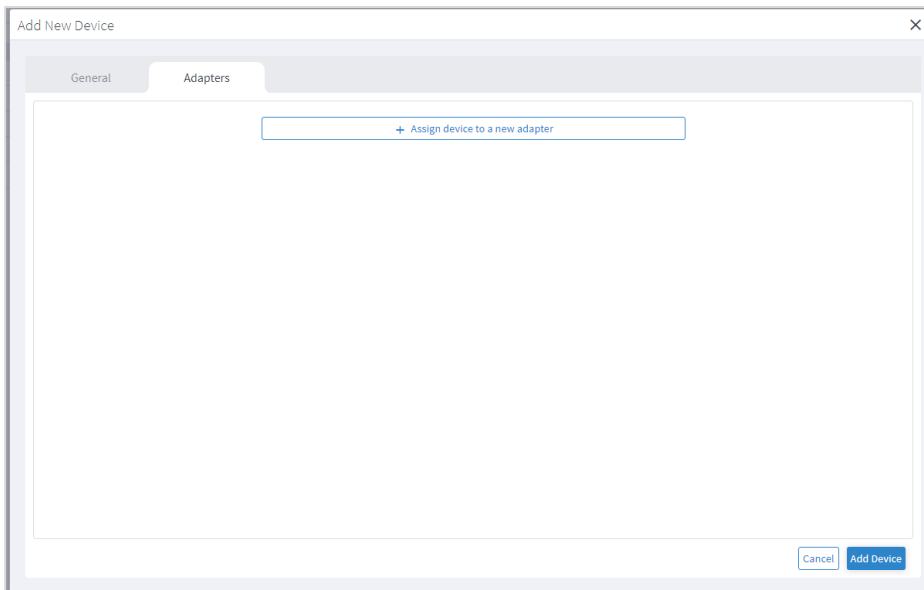 Add New Device
General Adapters
+ Assign device to a new adapter
Cancel Add Device